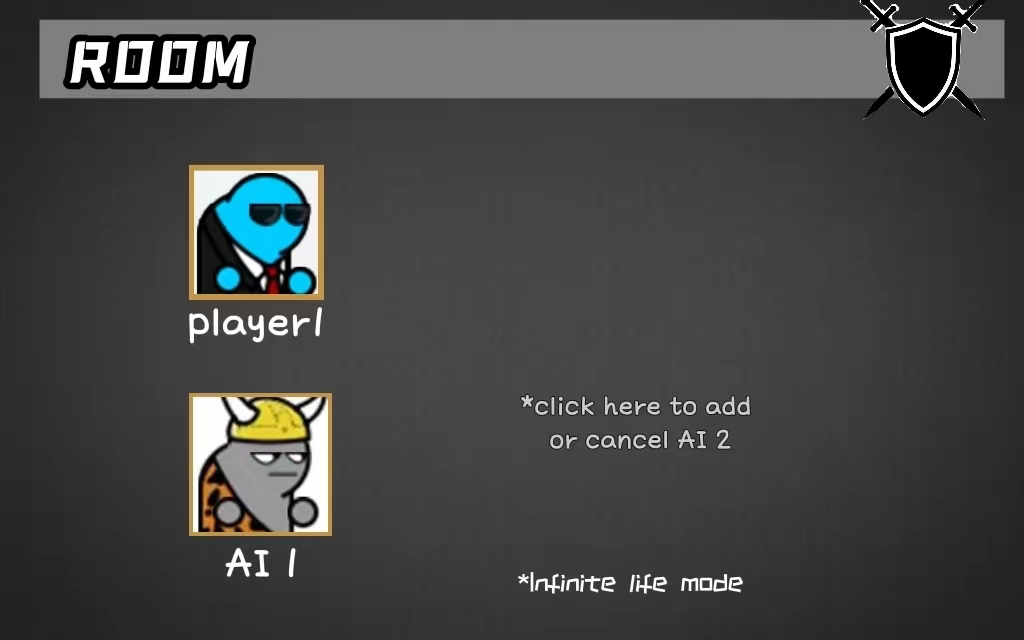 ROOM
player1
*click here to add
or cancel AI 2
AI 1
*Infinite life mode